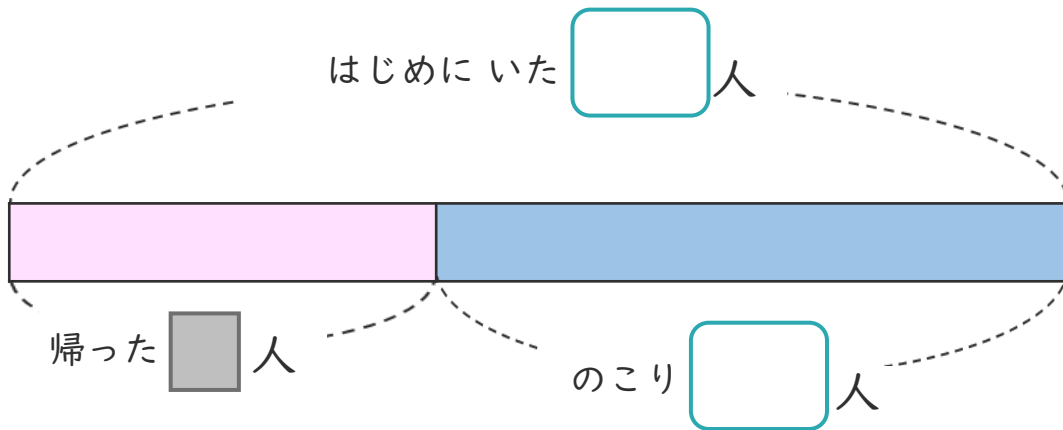 はじめに いた 人
帰った 人
のこり 人